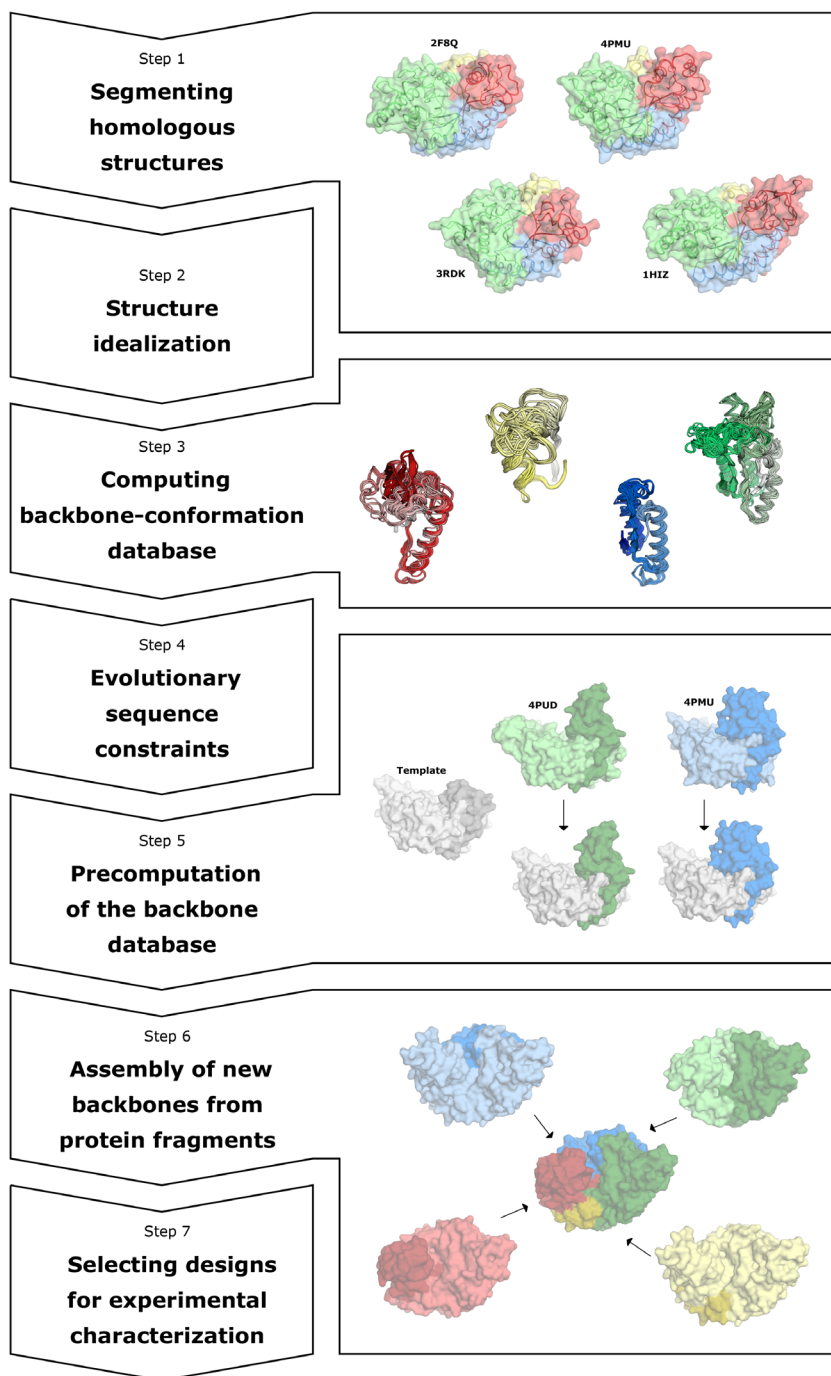 Step 1
Segmenting
homologous
structures
2F8Q
4PMU
3RDK
1HIZ
Step 2
Structure
idealization
Step 3
Computing
backbone-conformation
database
Step 4
Evolutionary
sequence
constraints
4PUD
4PMU
Template
Step 5
Precomputation
of the backbone
database
Step 6
Assembly of new
backbones from
protein fragments
Step 7
Selecting designs
for experimental
characterization